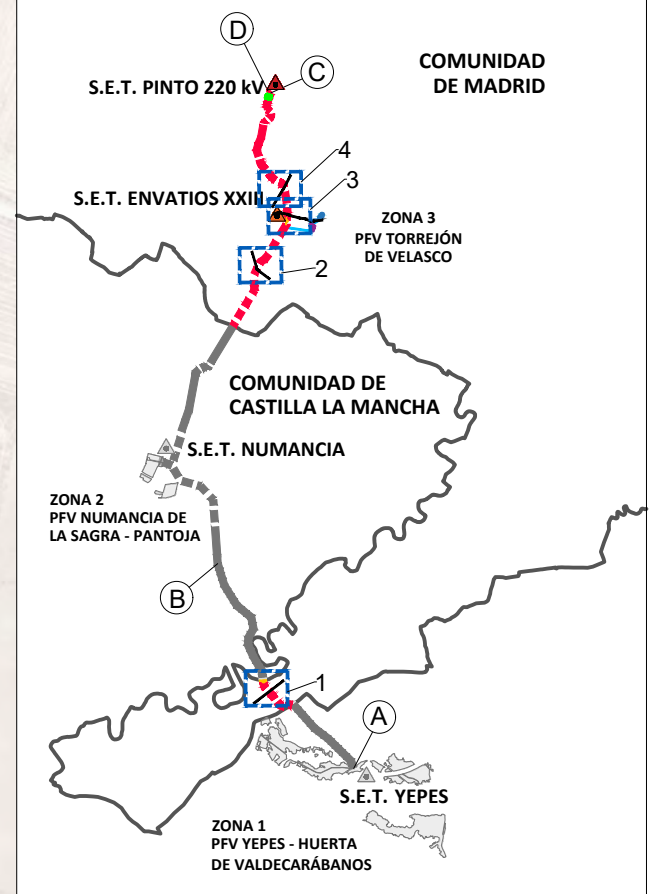 D
C
S.E.T. PINTO 220 kV
COMUNIDAD
DE MADRID
4
3
S.E.T. ENVATIOS XXIII
ZONA 3
PFV TORREJÓN
DE VELASCO
2
COMUNIDAD DE
CASTILLA LA MANCHA
S.E.T. NUMANCIA
ZONA 2
PFV NUMANCIA DE
LA SAGRA - PANTOJA
B
1
A
S.E.T. YEPES
ZONA 1
PFV YEPES - HUERTA
DE VALDECARÁBANOS